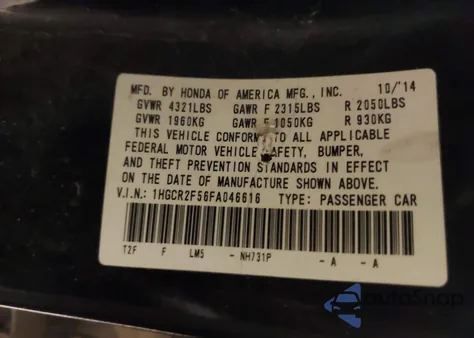 MFD. BY HONDA OF AMERICA MFG., INC. 10/'14
GVWR 4321LBS GAWR F 2315LBS R 2050LBS
GVWR 1960KG GAWR F 1050KG R 930KG
THIS VEHICLE CONFORMS TO ALL APPLICABLE
FEDERAL MOTOR VEHICLE SAFETY, BUMPER,
AND THEFT PREVENTION STANDARDS IN EFFECT
ON THE DATE OF MANUFACTURE SHOWN ABOVE.
V.I.N.: 1HGCR2F56FA046616 TYPE: PASSENGER CAR
T2F F LM5 - NH731P - A - A
AutoSnap